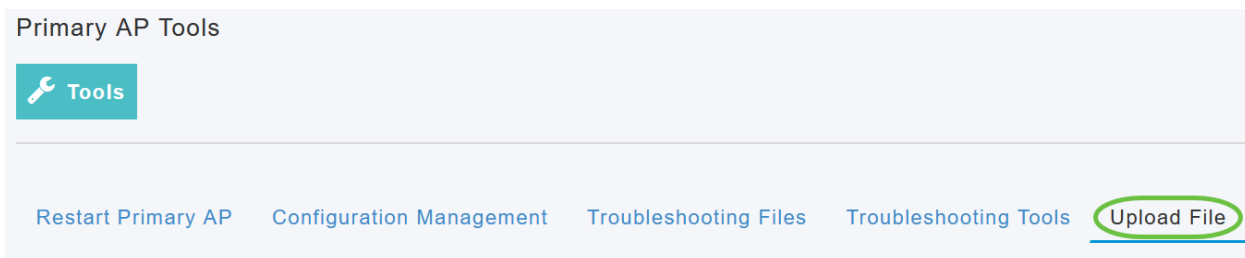 Primary AP Tools
Tools
Restart Primary AP Configuration Management Troubleshooting Files Troubleshooting Tools Upload File